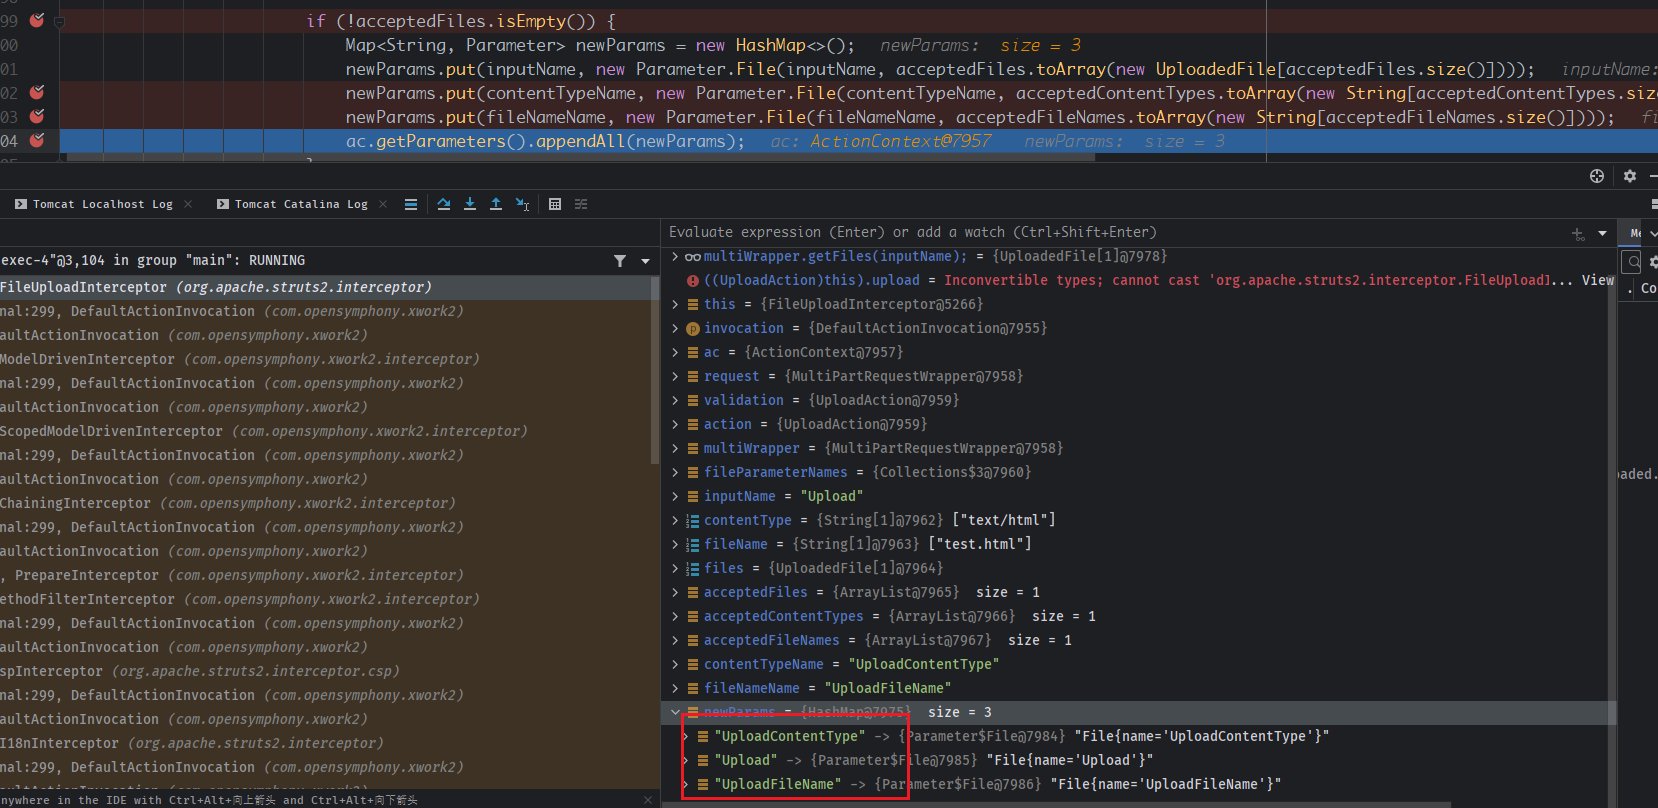 99 if (!acceptedFiles.isEmpty()) {
00 Map<String, Parameter> newParams = new HashMap<>(); newParams: size = 3
01 newParams.put(inputName, new Parameter.File(inputName, acceptedFiles.toArray(new UploadedFile[acceptedFiles.size()]))); inputName:
02 newParams.put(contentTypeName, new Parameter.File(contentTypeName, acceptedContentTypes.toArray(new String[acceptedContentTypes.siz
03 newParams.put(fileNameName, new Parameter.File(fileNameName, acceptedFileNames.toArray(new String[acceptedFileNames.size()]))); fi
04 ac.getParameters().appendAll(newParams); ac: ActionContext@7957 newParams: size = 3
Tomcat Localhost Log × Tomcat Catalina Log ×
exec-4"@3,104 in group "main": RUNNING
FileUploadInterceptor (org.apache.struts2.interceptor)
nal:299, DefaultActionInvocation (com.opensymphony.xwork2)
aultActionInvocation (com.opensymphony.xwork2)
ModelDrivenInterceptor (com.opensymphony.xwork2.interceptor)
nal:299, DefaultActionInvocation (com.opensymphony.xwork2)
aultActionInvocation (com.opensymphony.xwork2)
ScopedModelDrivenInterceptor (com.opensymphony.xwork2.interceptor)
nal:299, DefaultActionInvocation (com.opensymphony.xwork2)
aultActionInvocation (com.opensymphony.xwork2)
ChainingInterceptor (com.opensymphony.xwork2.interceptor)
nal:299, DefaultActionInvocation (com.opensymphony.xwork2)
aultActionInvocation (com.opensymphony.xwork2)
, PrepareInterceptor (com.opensymphony.xwork2.interceptor)
ethodFilterInterceptor (com.opensymphony.xwork2.interceptor)
nal:299, DefaultActionInvocation (com.opensymphony.xwork2)
aultActionInvocation (com.opensymphony.xwork2)
spInterceptor (org.apache.struts2.interceptor.csp)
nal:299, DefaultActionInvocation (com.opensymphony.xwork2)
aultActionInvocation (com.opensymphony.xwork2)
I18nInterceptor (org.apache.struts2.interceptor)
nal:299, DefaultActionInvocation (com.opensymphony.xwork2)
aultActionInvocation (com.opensymphony.xwork2)
nywhere in the IDE with Ctrl+Alt+向上箭头 and Ctrl+Alt+向下箭头 ×
Evaluate expression (Enter) or add a watch (Ctrl+Shift+Enter)
multiWrapper.getFiles(inputName); = {UploadedFile[1]@7978}
((UploadAction)this).upload = Inconvertible types; cannot cast 'org.apache.struts2.interceptor.FileUploadI... View
this = {FileUploadInterceptor@5266}
invocation = {DefaultActionInvocation@7955}
ac = {ActionContext@7957}
request = {MultiPartRequestWrapper@7958}
validation = {UploadAction@7959}
action = {UploadAction@7959}
multiWrapper = {MultiPartRequestWrapper@7958}
fileParameterNames = {Collections$3@7960}
inputName = "Upload"
contentType = {String[1]@7962} ["text/html"]
fileName = {String[1]@7963} ["test.html"]
files = {UploadedFile[1]@7964}
acceptedFiles = {ArrayList@7965} size = 1
acceptedContentTypes = {ArrayList@7966} size = 1
acceptedFileNames = {ArrayList@7967} size = 1
contentTypeName = "UploadContentType"
fileNameName = "UploadFileName"
newParams = {HashMap@7975} size = 3
"UploadContentType" -> {Parameter$File@7984} "File{name='UploadContentType'}"
"Upload" -> {Parameter$File@7985} "File{name='Upload'}"
"UploadFileName" -> {Parameter$File@7986} "File{name='UploadFileName'}"
Me
Co
oaded.